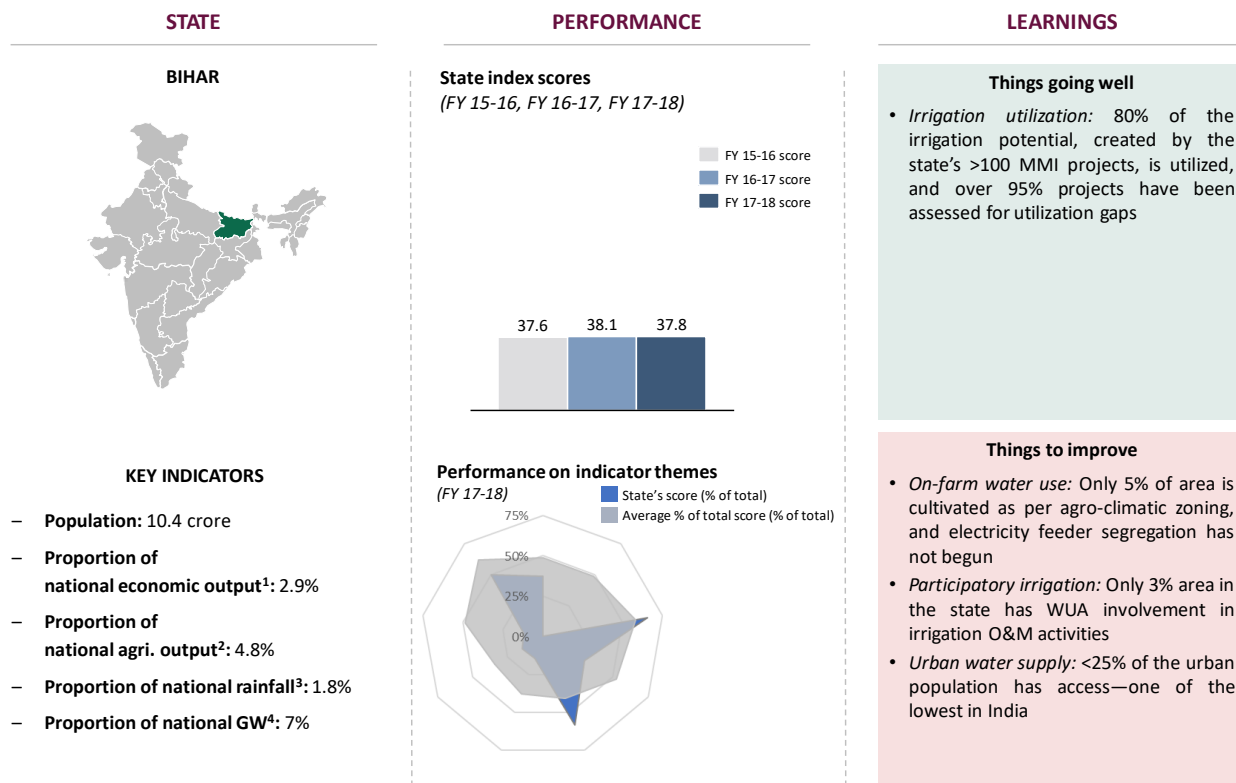 STATE
BIHAR
KEY INDICATORS
– Population: 10.4 crore
– Proportion of
national economic output¹: 2.9%
– Proportion of
national agri. output²: 4.8%
– Proportion of national rainfall³: 1.8%
– Proportion of national GW⁴: 7%
PERFORMANCE
State index scores
(FY 15-16, FY 16-17, FY 17-18)
FY 15-16 score
FY 16-17 score
FY 17-18 score
37.6 38.1 37.8
Performance on indicator themes
(FY 17-18)
State's score (% of total)
Average % of total score (% of total)
75%
50%
25%
0%
LEARNINGS
Things going well
• Irrigation utilization: 80% of the
irrigation potential, created by the
state's >100 MMI projects, is utilized,
and over 95% projects have been
assessed for utilization gaps
Things to improve
• On-farm water use: Only 5% of area is
cultivated as per agro-climatic zoning,
and electricity feeder segregation has
not begun
• Participatory irrigation: Only 3% area in
the state has WUA involvement in
irrigation O&M activities
• Urban water supply: <25% of the urban
population has access—one of the
lowest in India